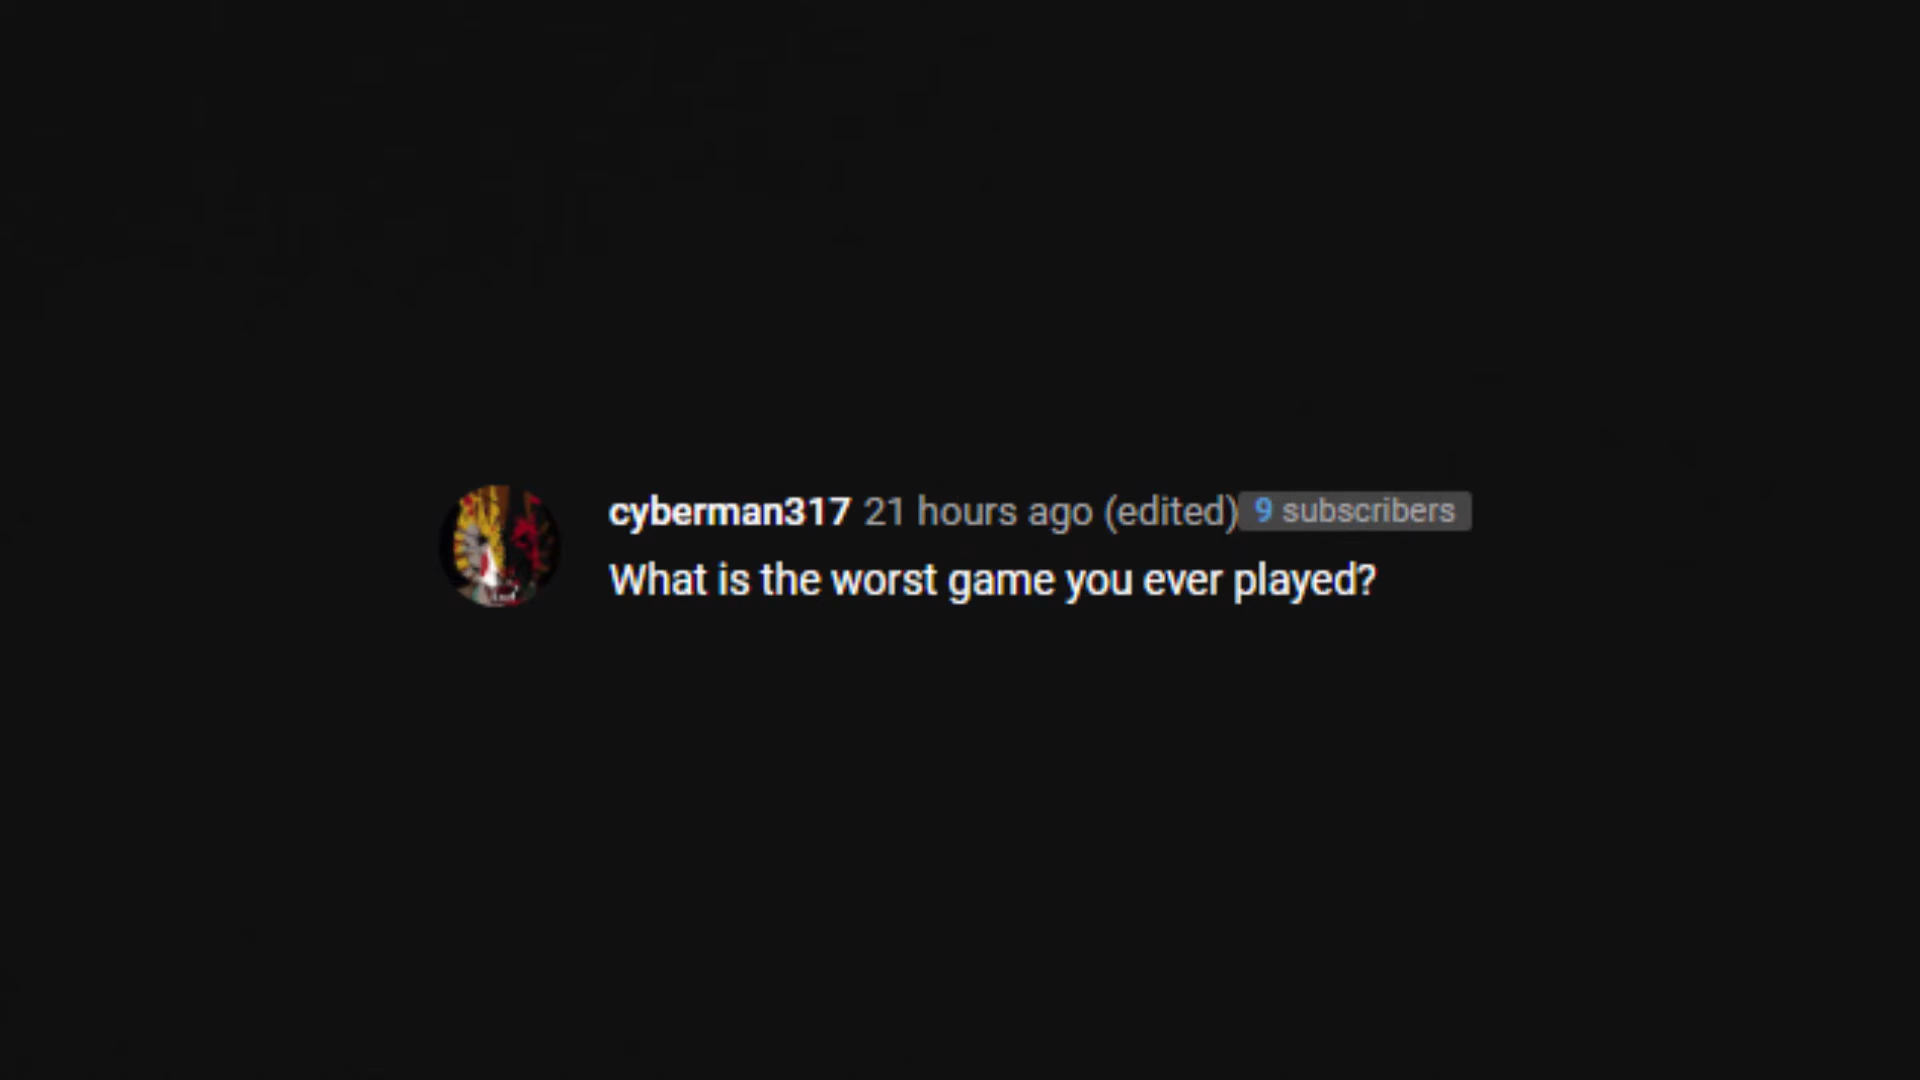 cyberman317 21 hours ago (edited) 9 subscribers
What is the worst game you ever played?